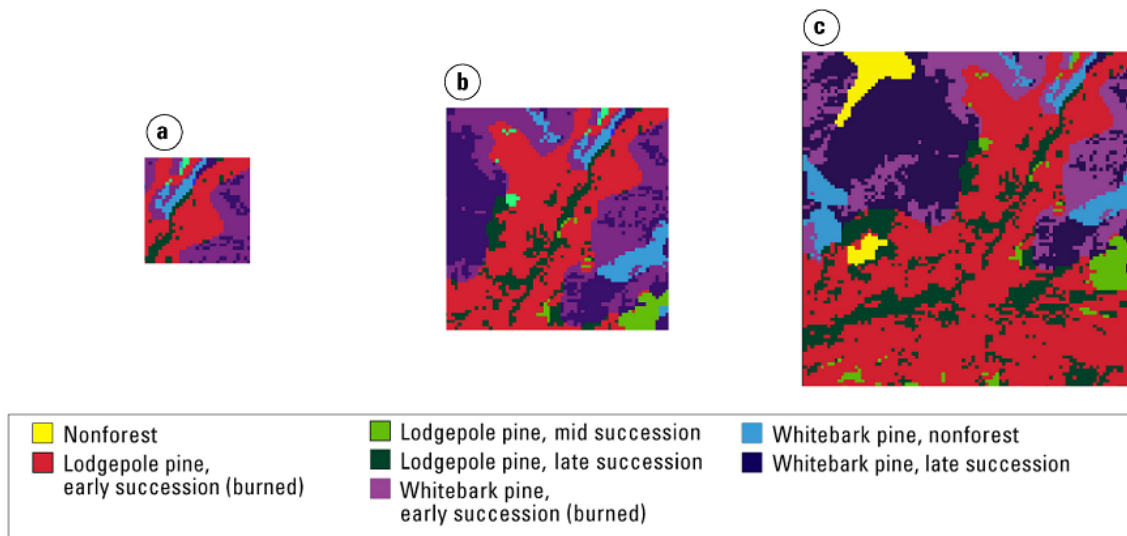 a
b
c
Nonforest
Lodgepole pine,
early succession (burned)
Lodgepole pine, mid succession
Lodgepole pine, late succession
Whitebark pine,
early succession (burned)
Whitebark pine, nonforest
Whitebark pine, late succession